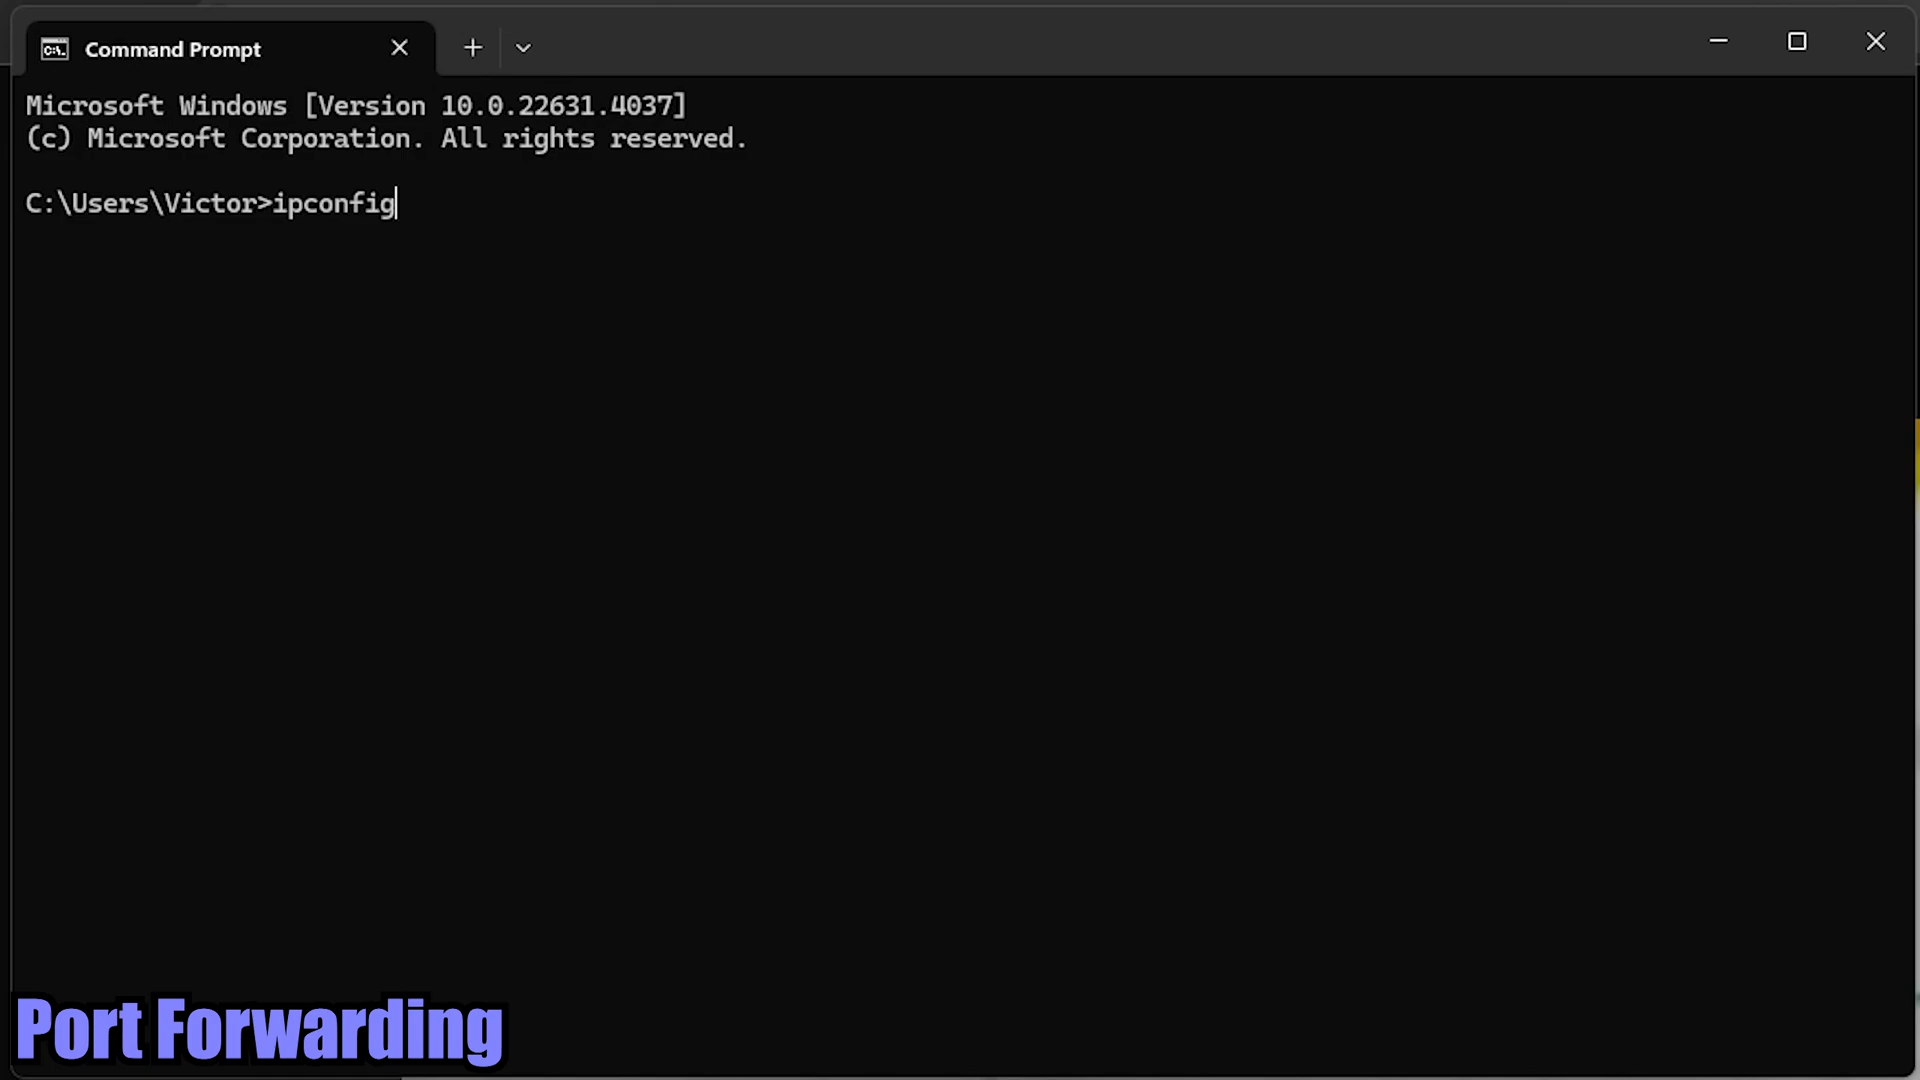 Command Prompt
Microsoft Windows [Version 10.0.22631.4037]
(c) Microsoft Corporation. All rights reserved.
C:\Users\Victor>ipconfig
Port Forwarding